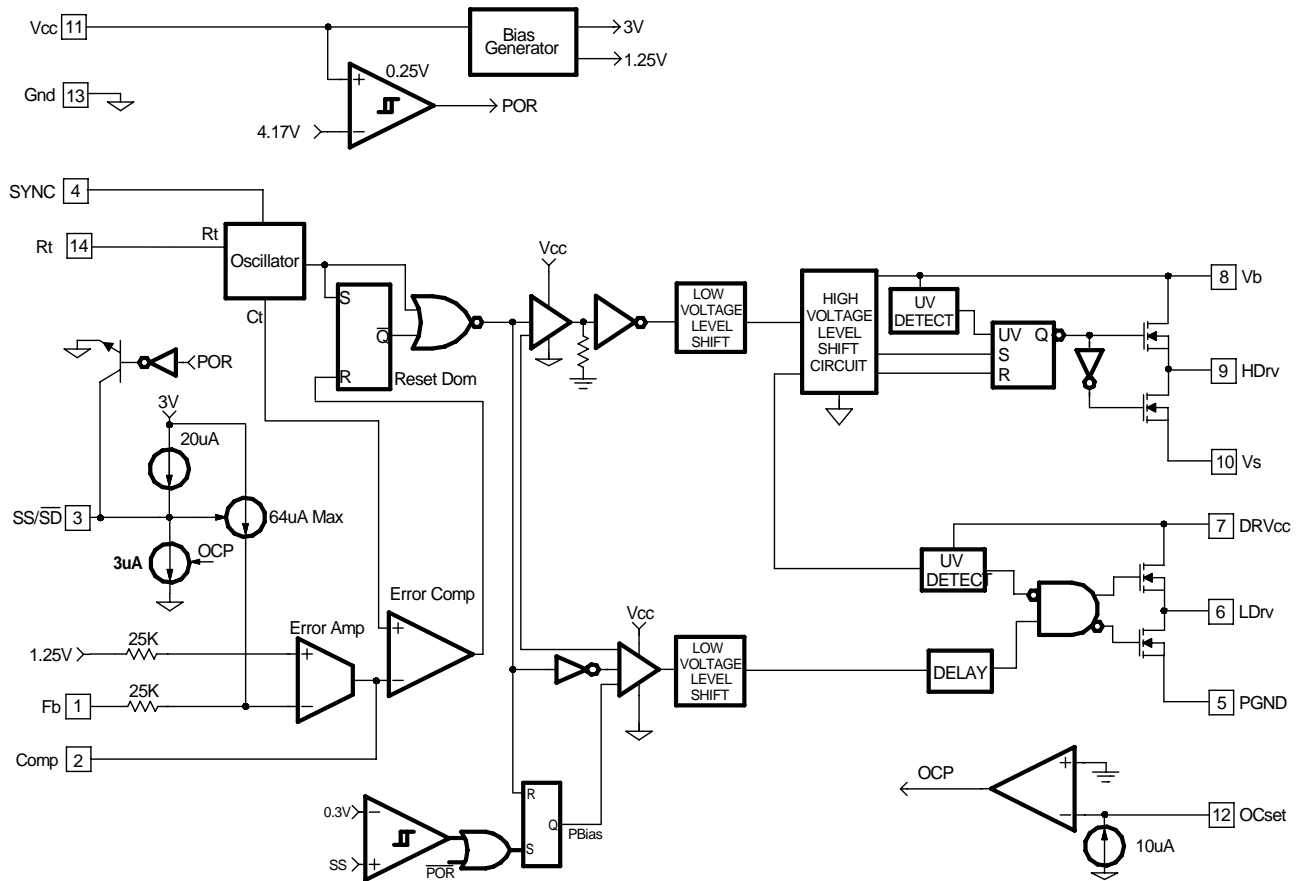 Vcc 11
Bias
Generator
3V
1.25V
0.25V
+
−
4.17V
POR
Gnd 13
SYNC 4
Rt 14
Rt
Oscillator
Ct
S
Q
R
Reset Dom
POR
3V
20uA
SS/SD 3
64uA Max
3uA
OCP
Error Comp
+
−
Error Amp
+
−
1.25V
25K
Fb 1
25K
Comp 2
0.3V
−
SS
+
POR
R
Q
S
PBias
Vcc
LOW
VOLTAGE
LEVEL
SHIFT
HIGH
VOLTAGE
LEVEL
SHIFT
CIRCUIT
UV
DETECT
UV Q
S
R
8 Vb
9 HDrv
10 Vs
7 DRVcc
UV
DETECT
6 LDrv
Vcc
LOW
VOLTAGE
LEVEL
SHIFT
DELAY
5 PGND
OCP
+
−
12 OCset
10uA